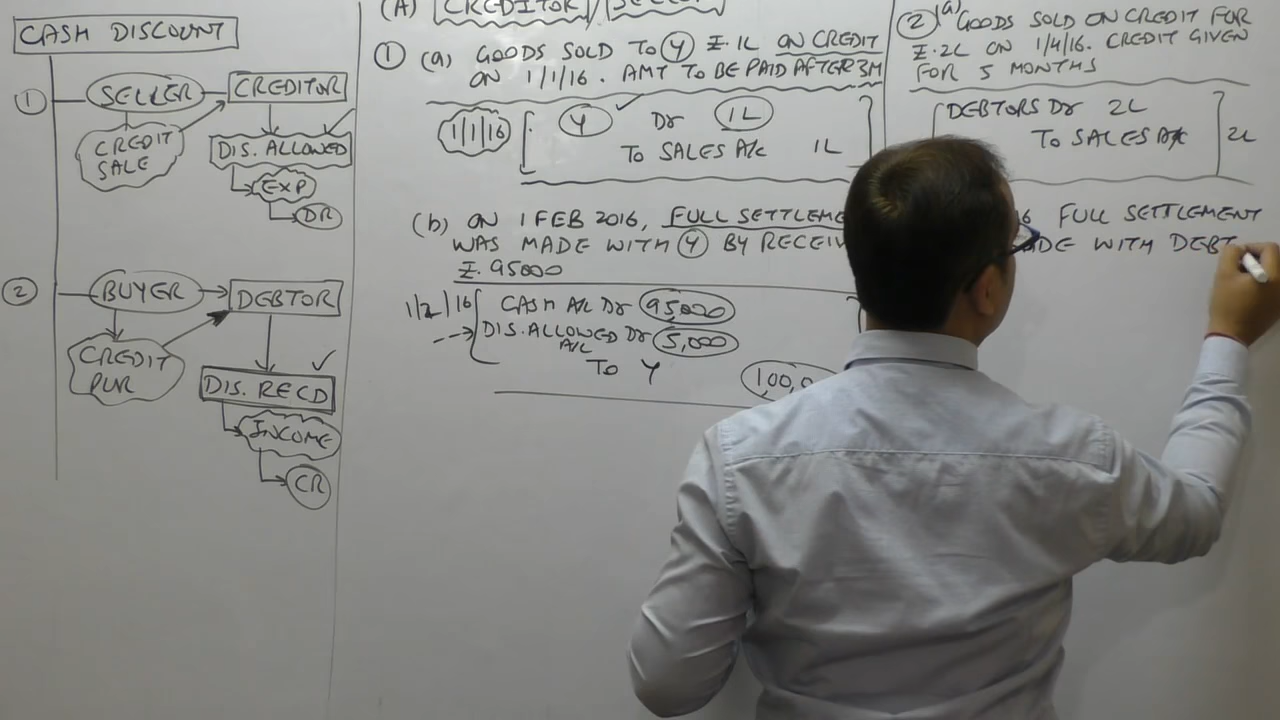 CASH DISCOUNT
1
SELLER
CREDITOR
CREDIT
SALE
DIS. ALLOWED
EXP
DR
2
BUYER
DEBTOR
CREDIT
PUR
DIS. RECD
INCOME
CR
(A) CREDITOR/SELLER
1 (a) GOODS SOLD TO Y Z. 1L ON CREDIT
ON 1/1/16. AMT TO BE PAID AFTER 3M
1/1/16 Y Dr 1L
TO SALES A/c 1L
(b) ON 1 FEB 2016, FULL SETTLEME
WAS MADE WITH Y BY RECEIV
Z. 95000
1/2/16 CASH A/c Dr 95,000
DIS. ALLOWED Dr 5,000
A/c
To Y 100,0
2 (a) GOODS SOLD ON CREDIT FOR
Z. 2L ON 1/4/16. CREDIT GIVEN
FOR 5 MONTHS
DEBTORS Dr 2L
TO SALES A/c 2L
16 FULL SETTLEMENT
ADE WITH DEBT